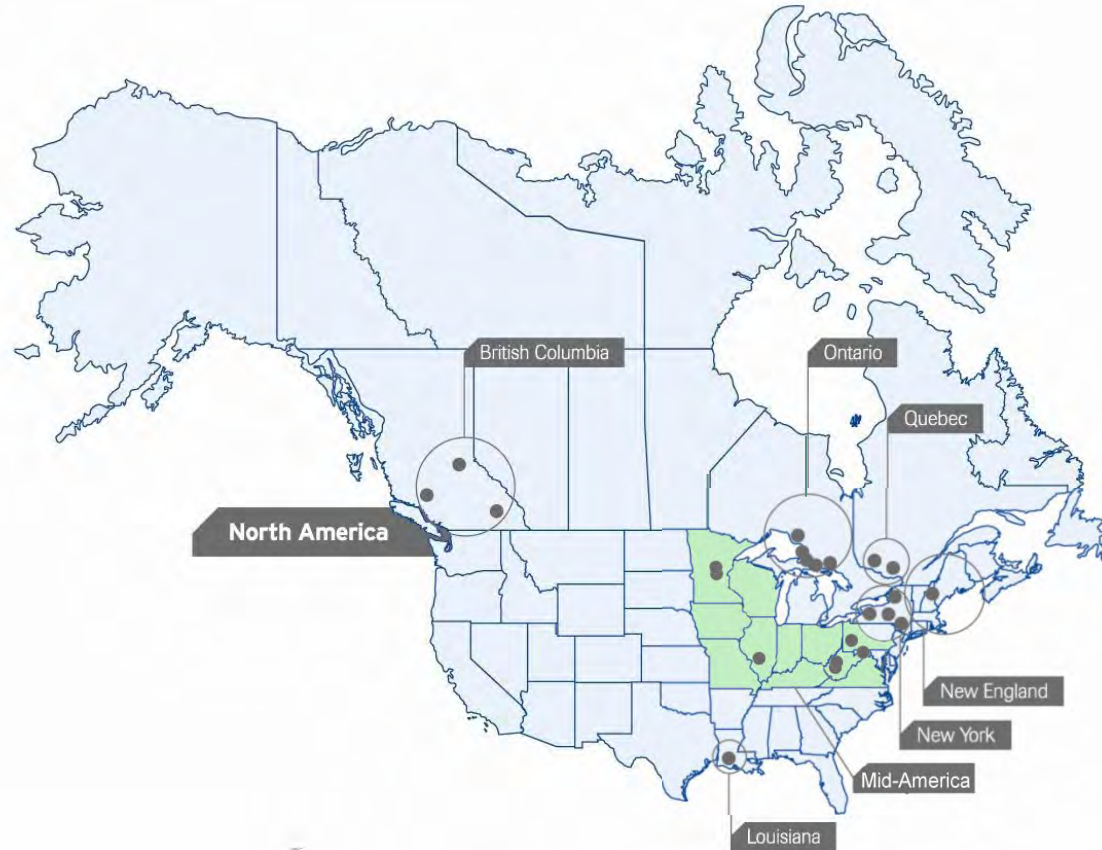 British Columbia
Ontario
Quebec
North America
New England
New York
Mid-America
Louisiana